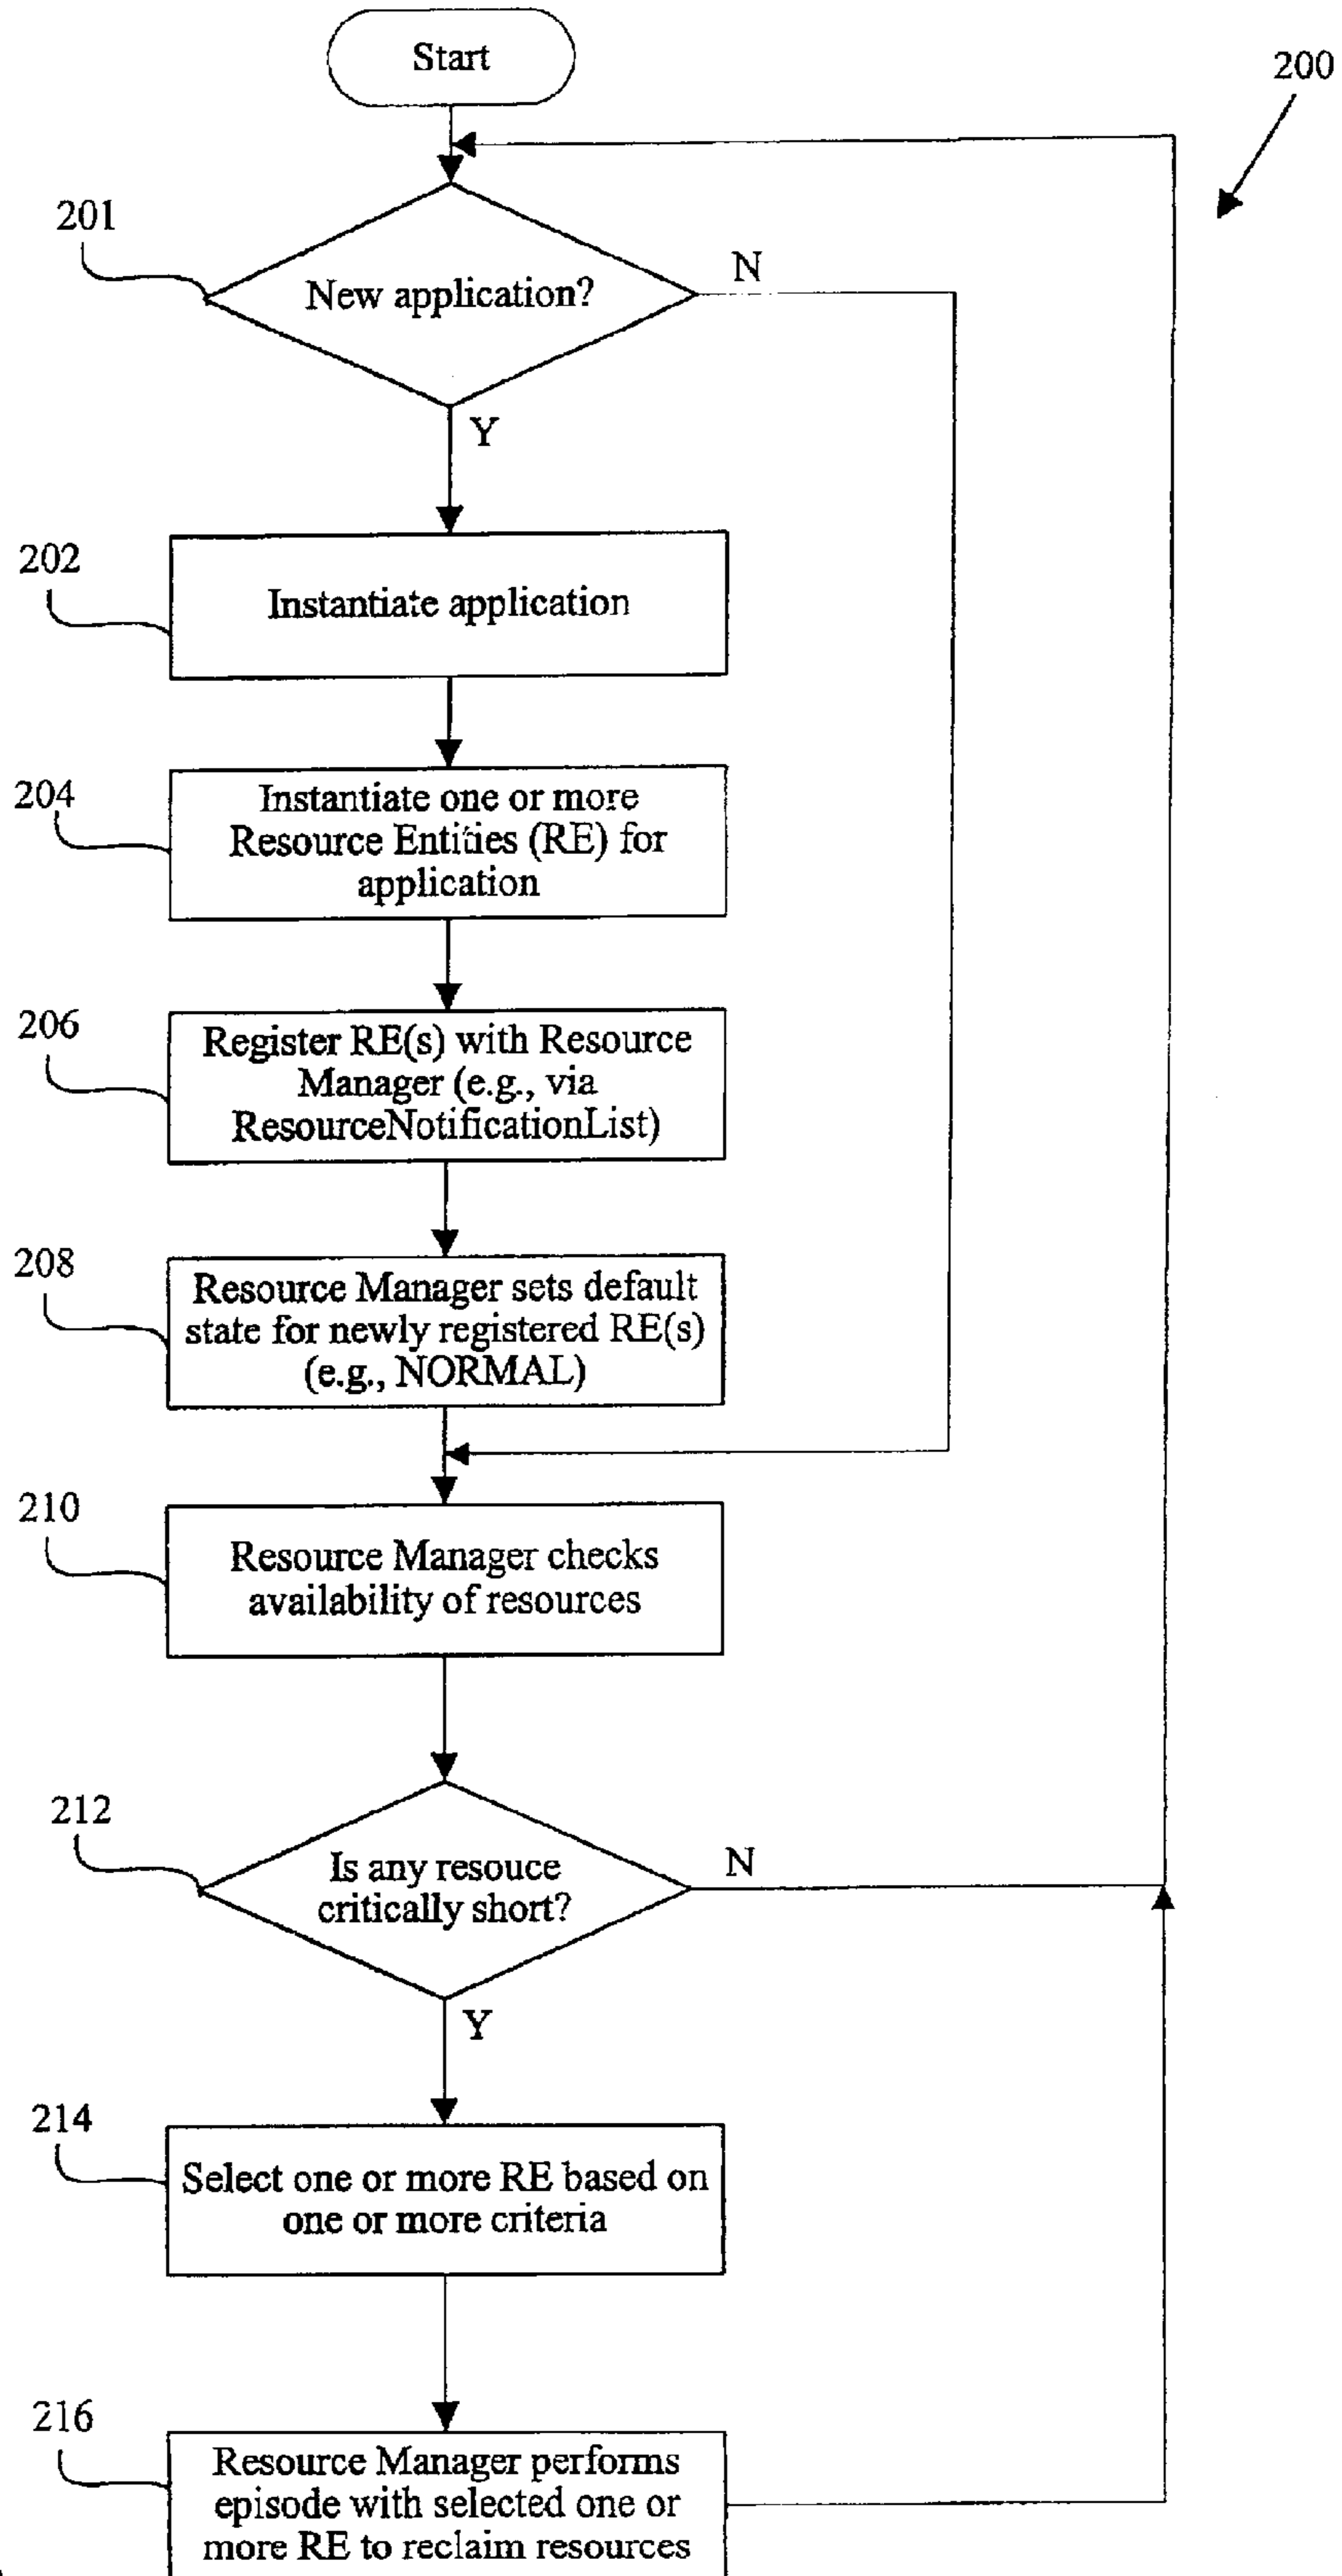 Start
200
201
New application?
N
Y
202
Instantiate application
204
Instantiate one or more
Resource Entities (RE) for
application
206
Register RE(s) with Resource
Manager (e.g., via
ResourceNotificationList)
208
Resource Manager sets default
state for newly registered RE(s)
(e.g., NORMAL)
210
Resource Manager checks
availability of resources
212
Is any resouce
critically short?
N
Y
214
Select one or more RE based on
one or more criteria
216
Resource Manager performs
episode with selected one or
more RE to reclaim resources